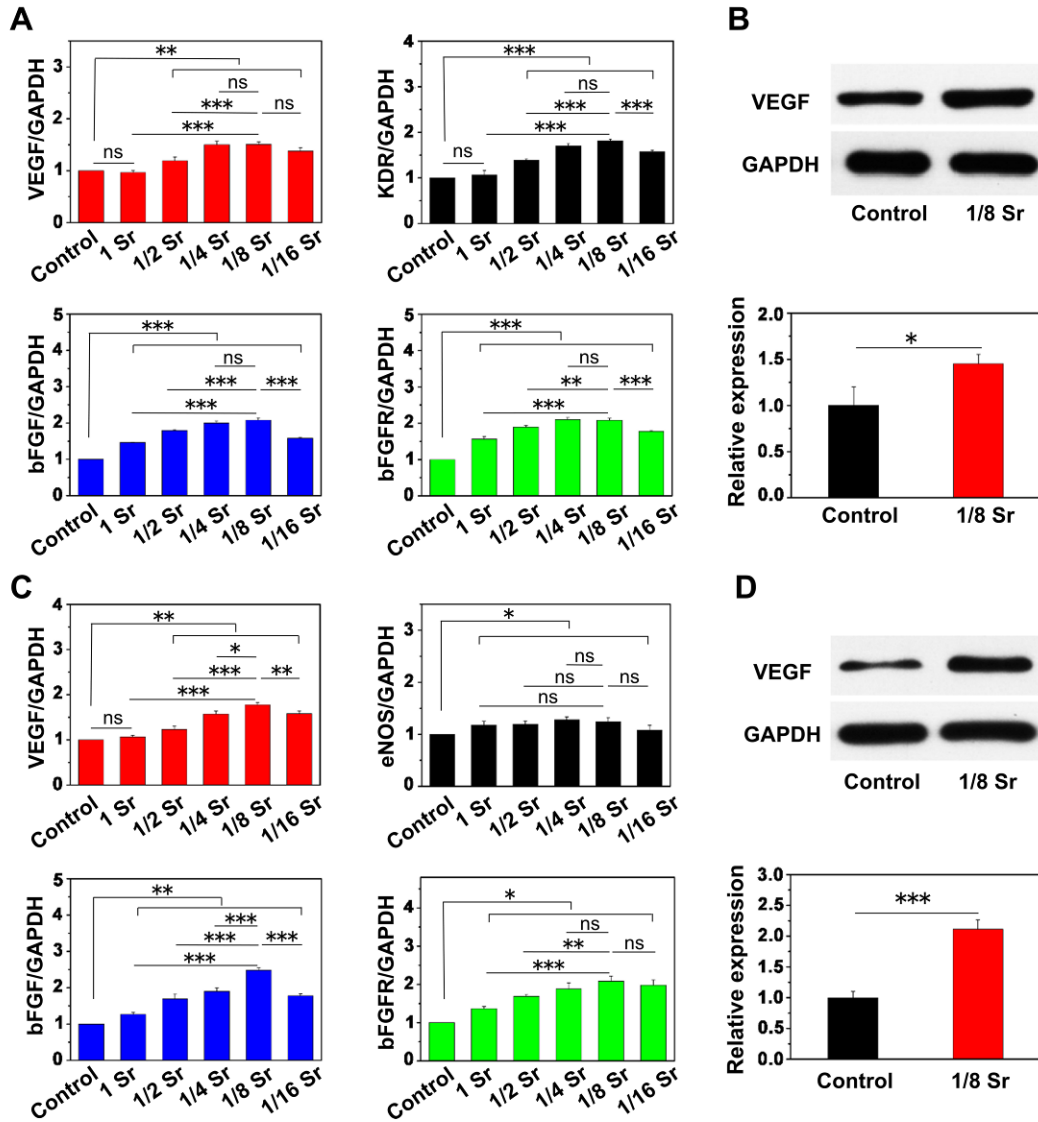 A
VEGF/GAPDH
3
2
1
0
**
ns
***
ns
***
ns
Control
1 Sr
1/2 Sr
1/4 Sr
1/8 Sr
1/16 Sr
KDR/GAPDH
4
3
2
1
0
***
ns
***
***
***
ns
Control
1 Sr
1/2 Sr
1/4 Sr
1/8 Sr
1/16 Sr
B
VEGF
GAPDH
Control 1/8 Sr
bFGF/GAPDH
5
4
3
2
1
0
***
ns
***
***
***
Control
1 Sr
1/2 Sr
1/4 Sr
1/8 Sr
1/16 Sr
bFGFR/GAPDH
5
4
3
2
1
0
***
ns
**
***
***
Control
1 Sr
1/2 Sr
1/4 Sr
1/8 Sr
1/16 Sr
Relative expression
2.0
1.5
1.0
0.5
0.0
*
Control 1/8 Sr
C
VEGF/GAPDH
4
3
2
1
0
**
*
***
**
***
ns
Control
1 Sr
1/2 Sr
1/4 Sr
1/8 Sr
1/16 Sr
eNOS/GAPDH
3
2
1
0
*
ns
ns
ns
ns
Control
1 Sr
1/2 Sr
1/4 Sr
1/8 Sr
1/16 Sr
D
VEGF
GAPDH
Control 1/8 Sr
bFGF/GAPDH
5
4
3
2
1
0
**
***
***
***
***
Control
1 Sr
1/2 Sr
1/4 Sr
1/8 Sr
1/16 Sr
bFGFR/GAPDH
5
4
3
2
1
0
*
ns
**
ns
***
Control
1 Sr
1/2 Sr
1/4 Sr
1/8 Sr
1/16 Sr
Relative expression
3.0
2.5
2.0
1.5
1.0
0.5
0.0
***
Control 1/8 Sr